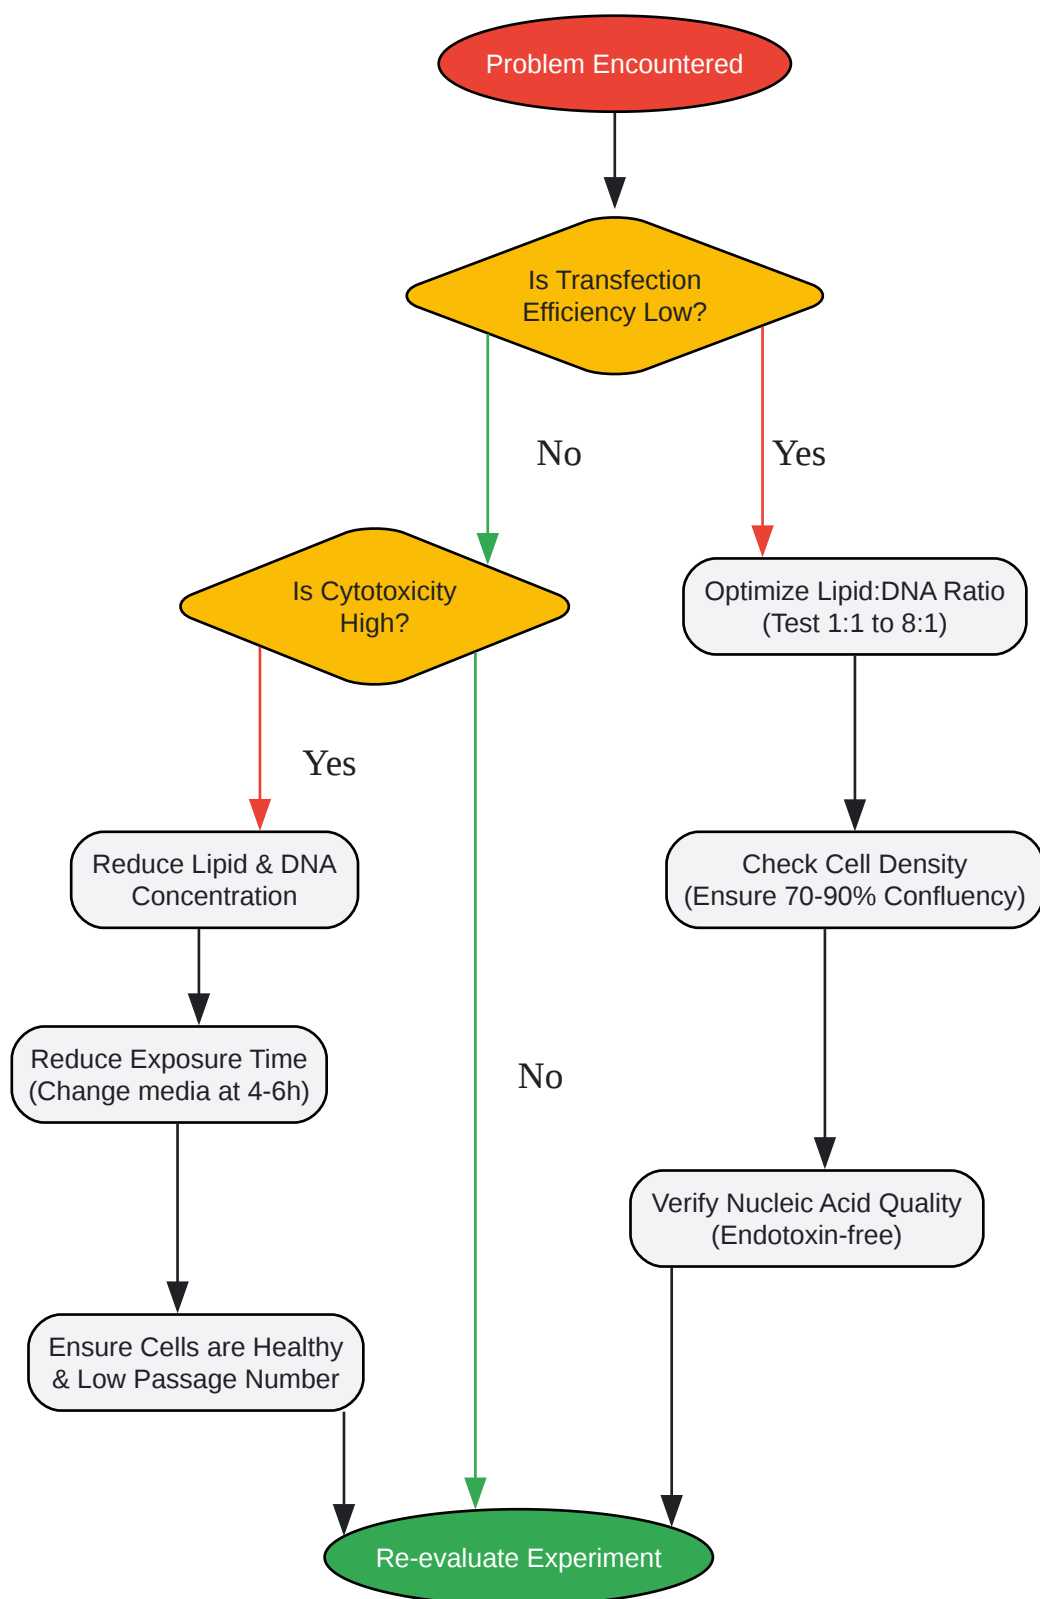 Problem Encountered
Is Transfection
Efficiency Low?
No
Yes
Is Cytotoxicity
High?
Optimize Lipid:DNA Ratio
(Test 1:1 to 8:1)
Yes
Reduce Lipid & DNA
Concentration
Check Cell Density
(Ensure 70-90% Confluency)
Reduce Exposure Time
(Change media at 4-6h)
No
Verify Nucleic Acid Quality
(Endotoxin-free)
Ensure Cells are Healthy
& Low Passage Number
Re-evaluate Experiment